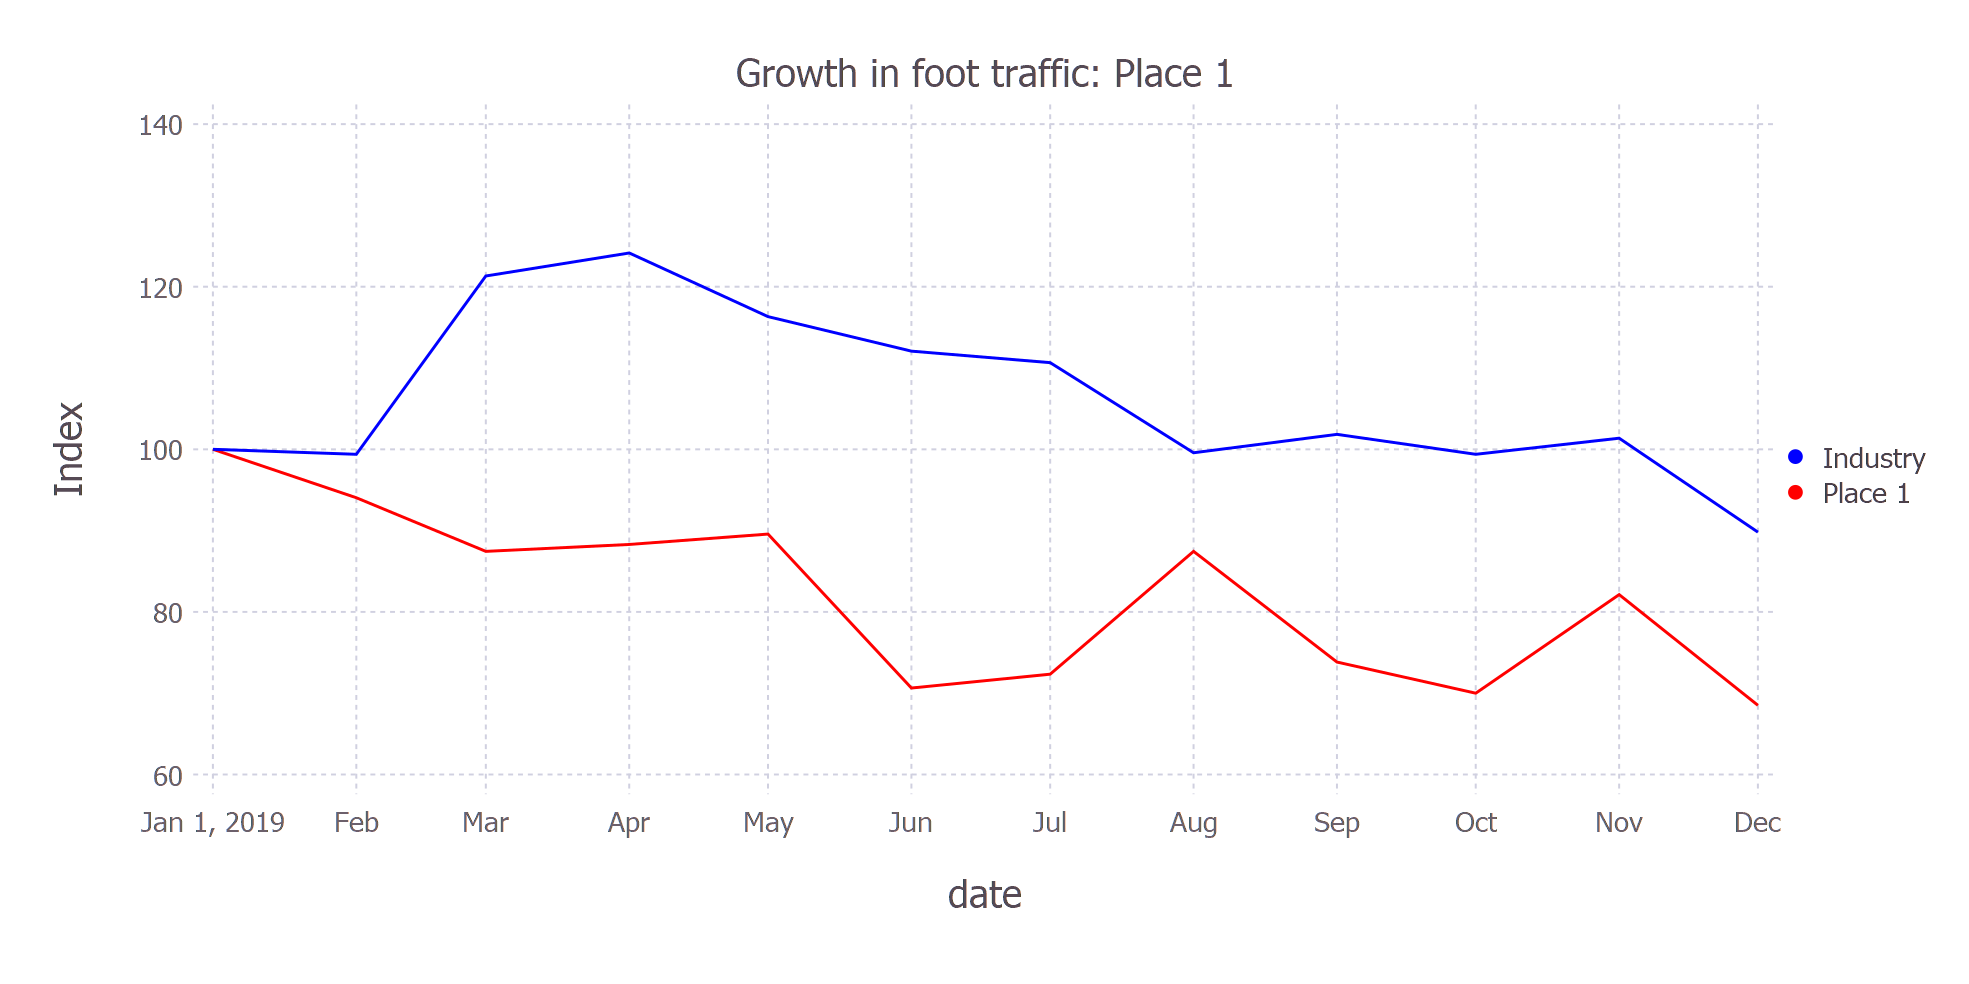 Growth in foot traffic: Place 1
140
120
100
80
60
Index
Jan 1, 2019 Feb Mar Apr May Jun Jul Aug Sep Oct Nov Dec
date
Industry
Place 1